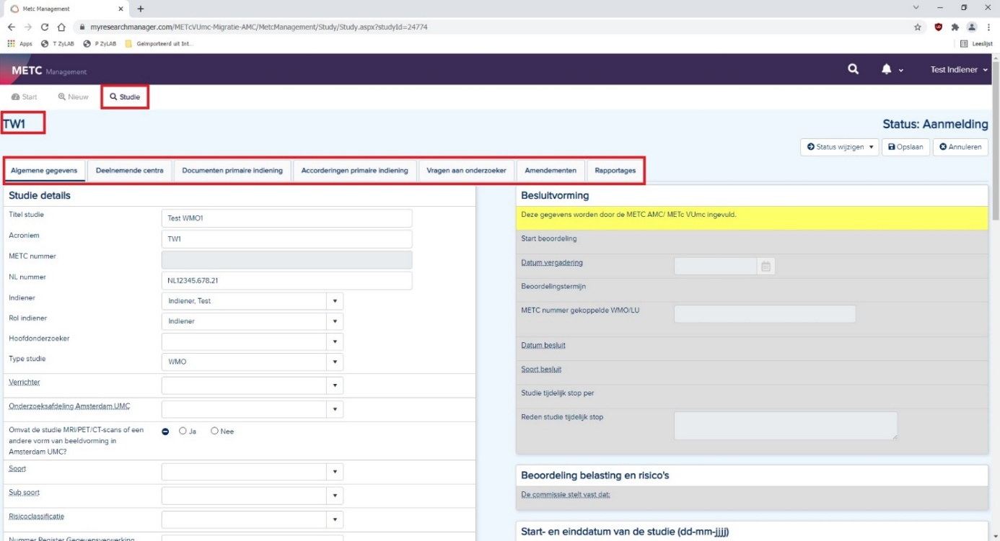 Metc Management
myresearchmanager.com/METcVUmc-Migratie-AMC/MetcManagement/Study/Study.aspx?studyId=24774
Apps T ZyLAB P ZyLAB Geïmporteerd uit Int... Leeslijst
METC Management Test Indiener
Start Nieuw Studie
TW1 Status: Aanmelding
Status wijzigen Opslaan Annuleren
Algemene gegevens Deelnemende centra Documenten primaire indiening Accorderingen primaire indiening Vragen aan onderzoeker Amendementen Rapportages
Studie details
Titel studie Test WMO1
Acroniem TW1
METC nummer
NL nummer NL12345.678.21
Indiener Indiener, Test
Rol indiener Indiener
Hoofdonderzoeker
Type studie WMO
Verrichter
Onderzoeksafdeling Amsterdam UMC
Omvat de studie MRI/PET/CT-scans of een Ja Nee
andere vorm van beeldvorming in
Amsterdam UMC?
Soort
Sub soort
Risicoclassificatie
Nummer Register Gegevensverwerking
Besluitvorming
Deze gegevens worden door de METC AMC/ METc VUmc ingevuld.
Start beoordeling
Datum vergadering
Beoordelingstermijn
METC nummer gekoppelde WMO/LU
Datum besluit
Soort besluit
Studie tijdelijk stop per
Reden studie tijdelijk stop
Beoordeling belasting en risico's
De commissie stelt vast dat:
Start- en einddatum van de studie (dd-mm-jjjj)